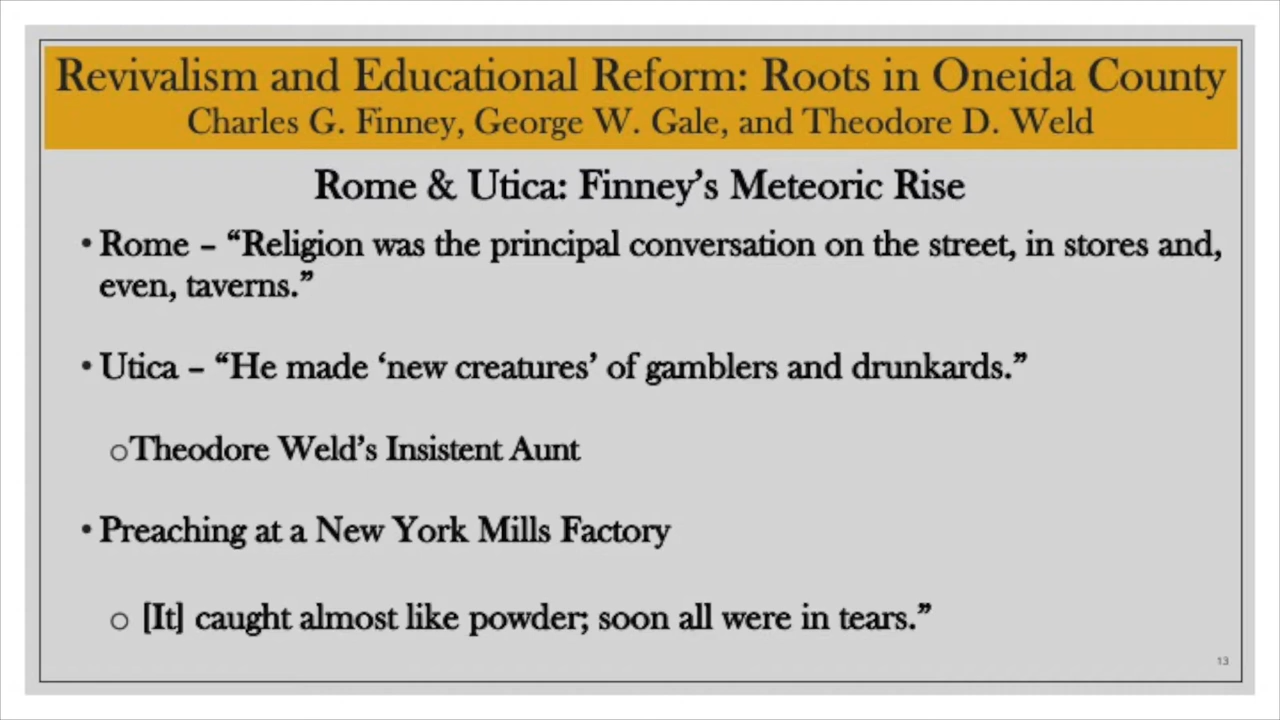 Revivalism and Educational Reform: Roots in Oneida County
Charles G. Finney, George W. Gale, and Theodore D. Weld
Rome & Utica: Finney’s Meteoric Rise
• Rome – “Religion was the principal conversation on the street, in stores and,
even, taverns.”
• Utica – “He made ‘new creatures’ of gamblers and drunkards.”
oTheodore Weld’s Insistent Aunt
• Preaching at a New York Mills Factory
o [It] caught almost like powder; soon all were in tears.”
13